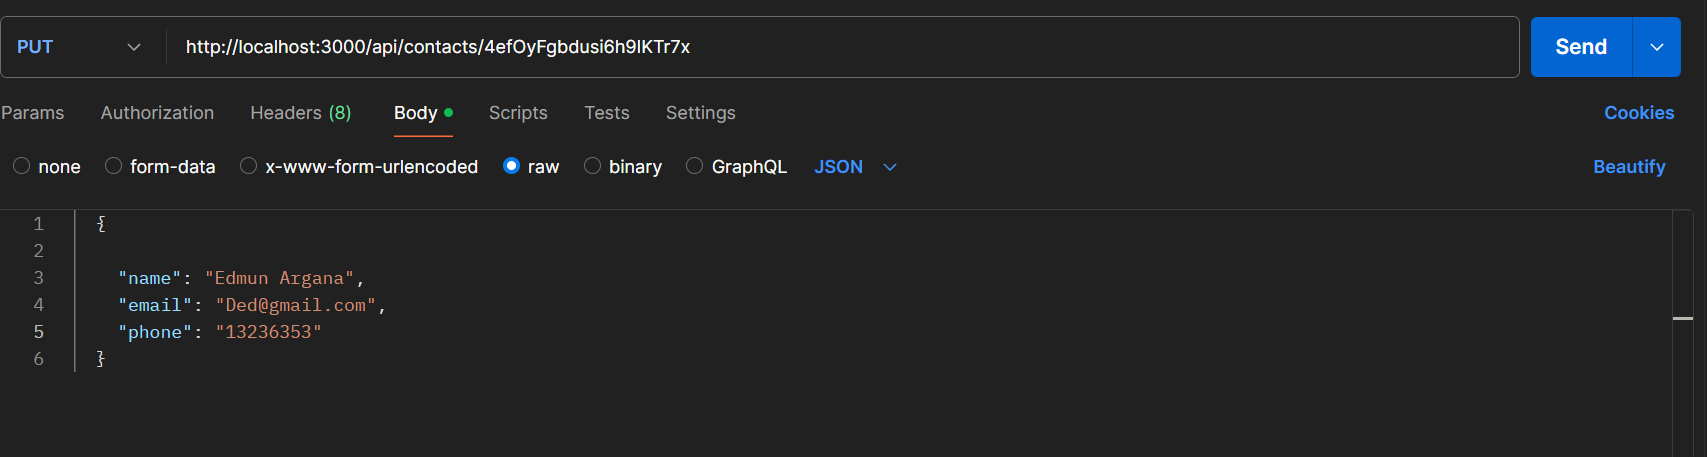 PUT http://localhost:3000/api/contacts/4efOyFgbdusi6h9lKTr7x Send
Params Authorization Headers (8) Body Scripts Tests Settings Cookies
none form-data x-www-form-urlencoded raw binary GraphQL JSON Beautify
1 {
2
3 "name": "Edmun Argana",
4 "email": "Ded@gmail.com",
5 "phone": "13236353"
6 }